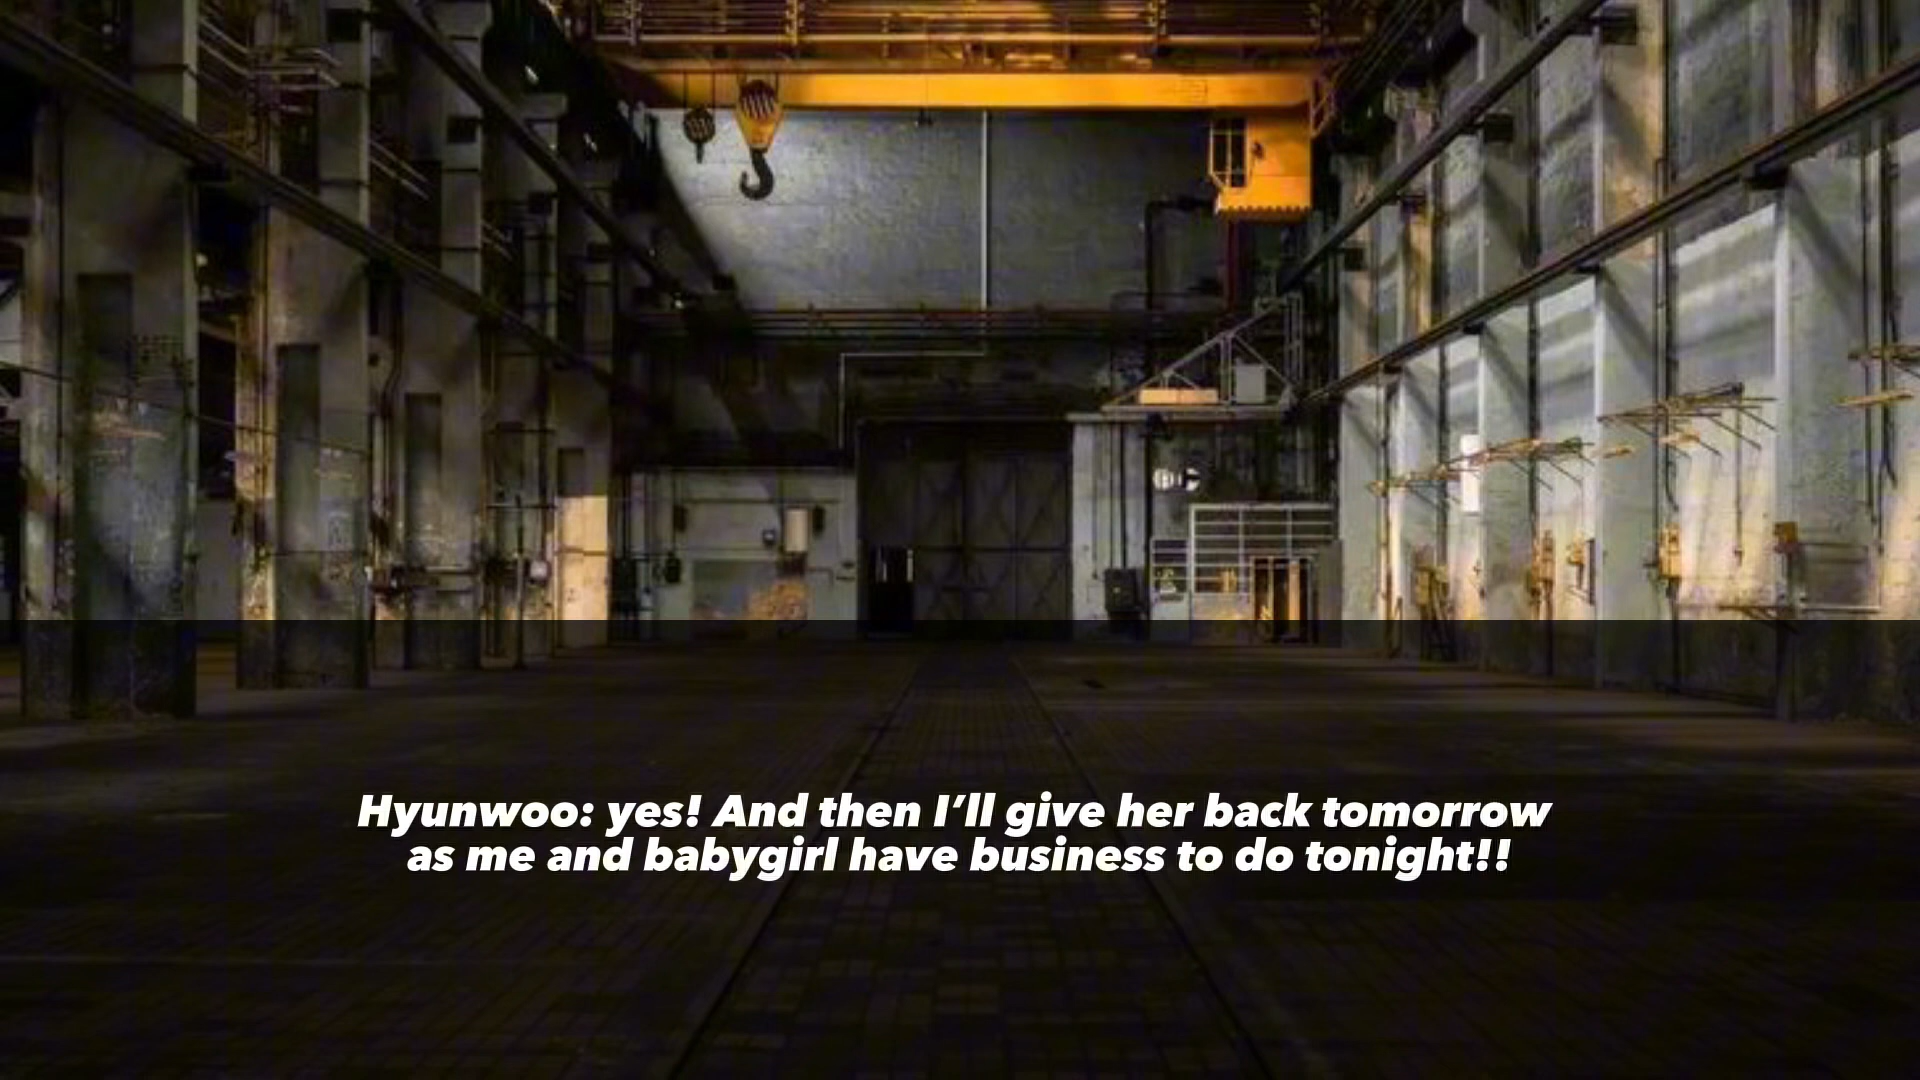 Hyunwoo: yes! And then I’ll give her back tomorrow
as me and babygirl have business to do tonight!!